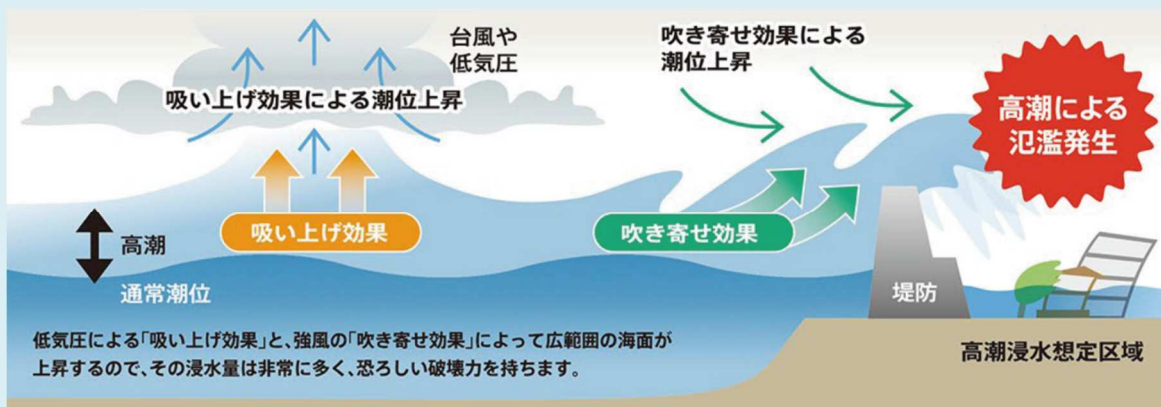 台風や
低気圧
吸い上げ効果による潮位上昇
吹き寄せ効果による
潮位上昇
高潮による
氾濫発生
吸い上げ効果
吹き寄せ効果
高潮
通常潮位
堤防
低気圧による「吸い上げ効果」と、強風の「吹き寄せ効果」によって広範囲の海面が
上昇するので、その浸水量は非常に多く、恐ろしい破壊力を持ちます。
高潮浸水想定区域